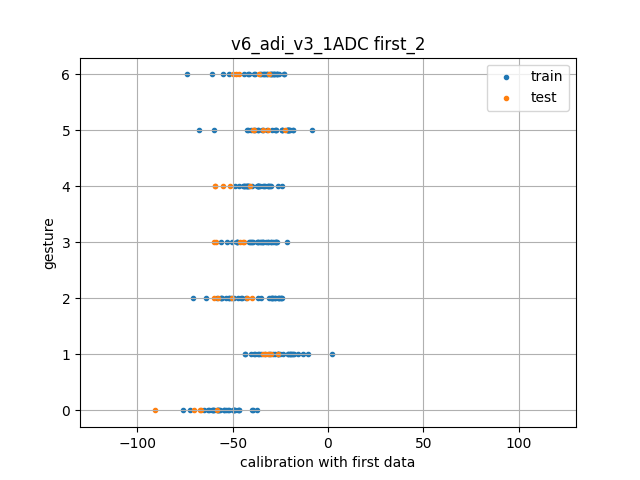 v6_adi_v3_1ADC first_2
train
test
6
5
4
3
2
1
0
gesture
−100
−50
0
50
100
calibration with first data